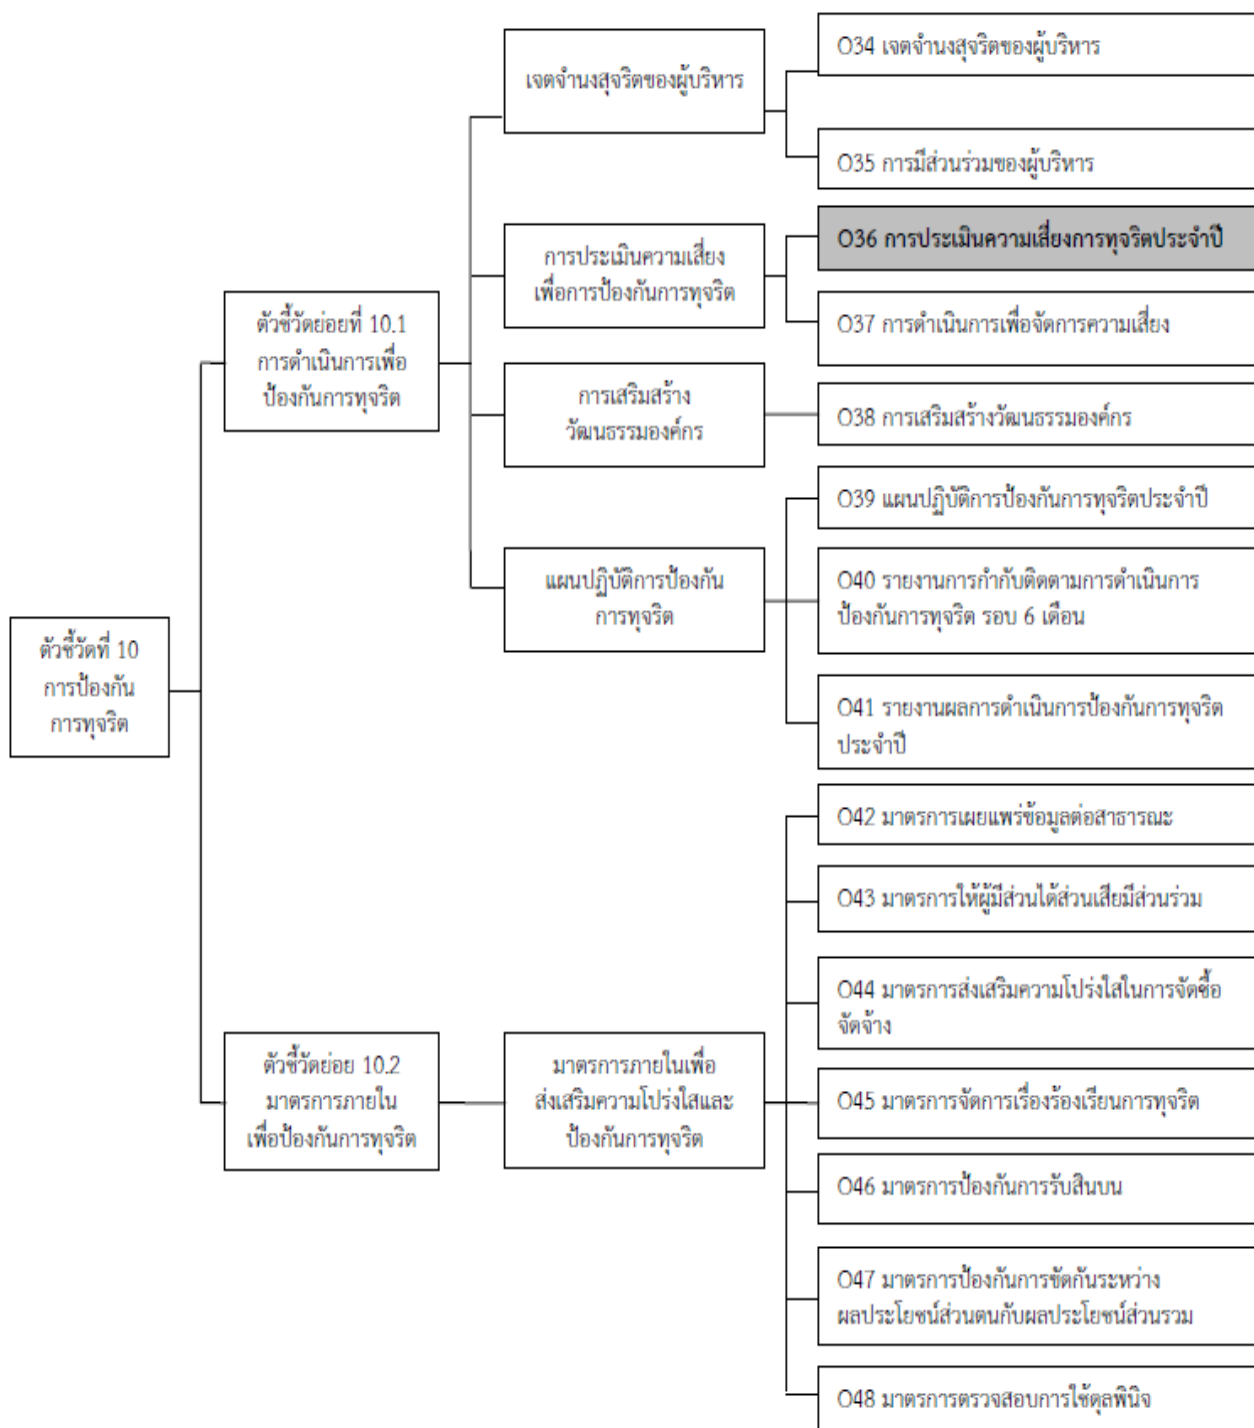 ตัวชี้วัดที่ 10
การป้องกัน
การทุจริต
ตัวชี้วัดย่อยที่ 10.1
การดำเนินการเพื่อ
ป้องกันการทุจริต
เจตจำนงสุจริตของผู้บริหาร
O34 เจตจำนงสุจริตของผู้บริหาร
O35 การมีส่วนร่วมของผู้บริหาร
การประเมินความเสี่ยง
เพื่อการป้องกันการทุจริต
O36 การประเมินความเสี่ยงการทุจริตประจำปี
O37 การดำเนินการเพื่อจัดการความเสี่ยง
การเสริมสร้าง
วัฒนธรรมองค์กร
O38 การเสริมสร้างวัฒนธรรมองค์กร
แผนปฏิบัติการป้องกัน
การทุจริต
O39 แผนปฏิบัติการป้องกันการทุจริตประจำปี
O40 รายงานการกำกับติดตามการดำเนินการ
ป้องกันการทุจริต รอบ 6 เดือน
O41 รายงานผลการดำเนินการป้องกันการทุจริต
ประจำปี
ตัวชี้วัดย่อย 10.2
มาตรการภายใน
เพื่อป้องกันการทุจริต
มาตรการภายในเพื่อ
ส่งเสริมความโปร่งใสและ
ป้องกันการทุจริต
O42 มาตรการเผยแพร่ข้อมูลต่อสาธารณะ
O43 มาตรการให้ผู้มีส่วนได้ส่วนเสียมีส่วนร่วม
O44 มาตรการส่งเสริมความโปร่งใสในการจัดซื้อ
จัดจ้าง
O45 มาตรการจัดการเรื่องร้องเรียนการทุจริต
O46 มาตรการป้องกันการรับสินบน
O47 มาตรการป้องกันการขัดกันระหว่าง
ผลประโยชน์ส่วนตนกับผลประโยชน์ส่วนรวม
O48 มาตรการตรวจสอบการใช้ดุลพินิจ